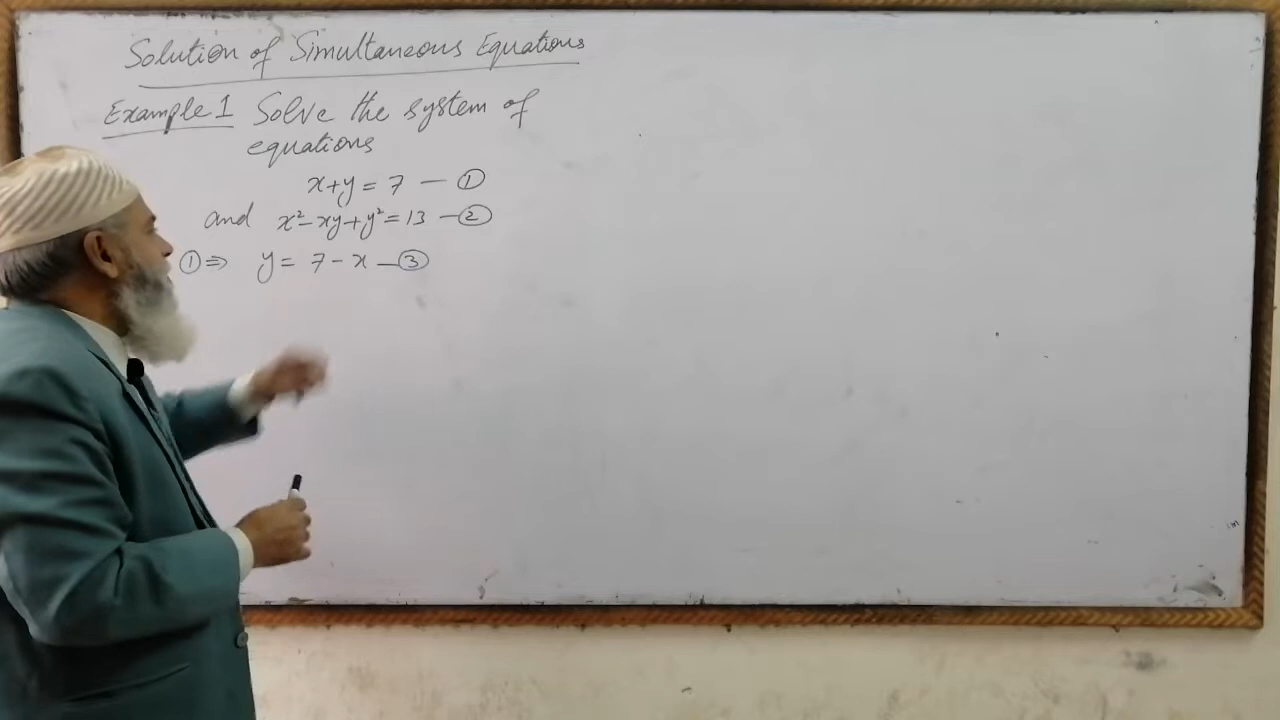 Solution of Simultaneous Equations
Example 1 Solve the system of
equations
x+y = 7 — ①
and x²-xy+y²=13 — ②
①⇒ y = 7 - x — ③